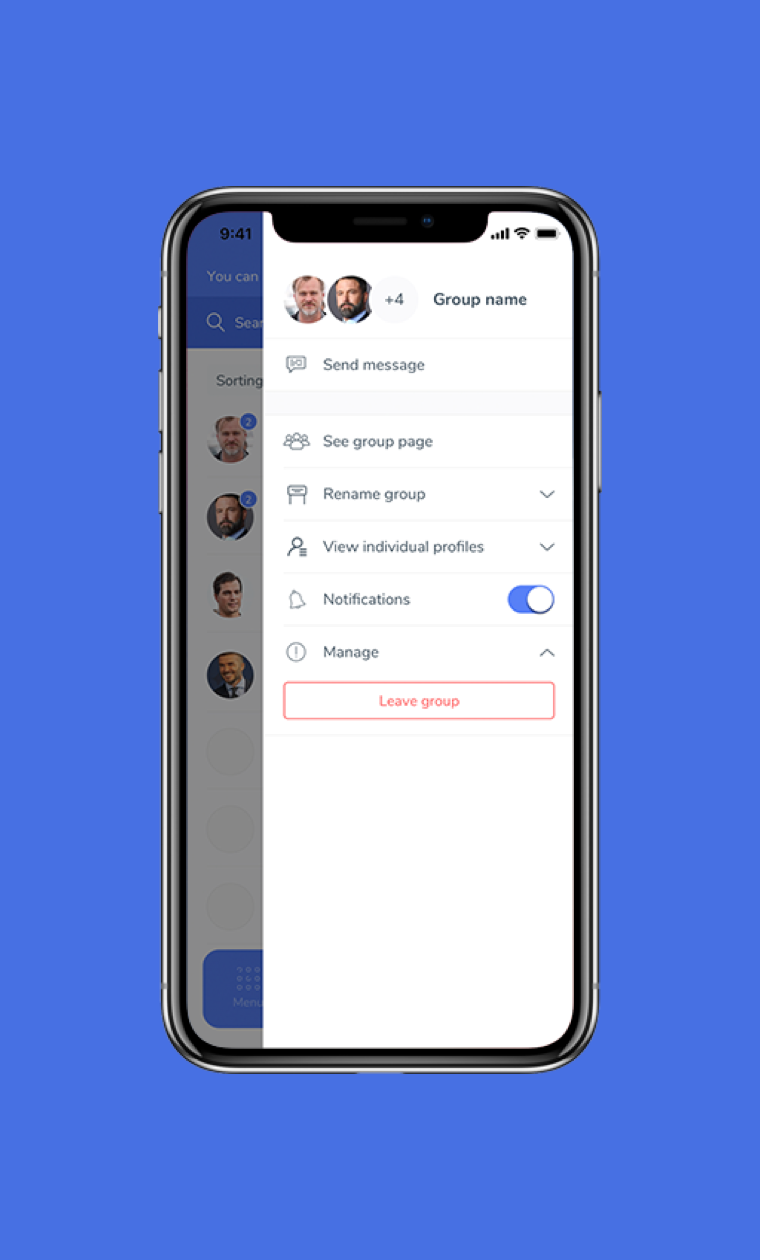 9:41
You can
Sear
Sorting
2
2
Menu
+4
Group name
Send message
See group page
Rename group
View individual profiles
Notifications
Manage
Leave group